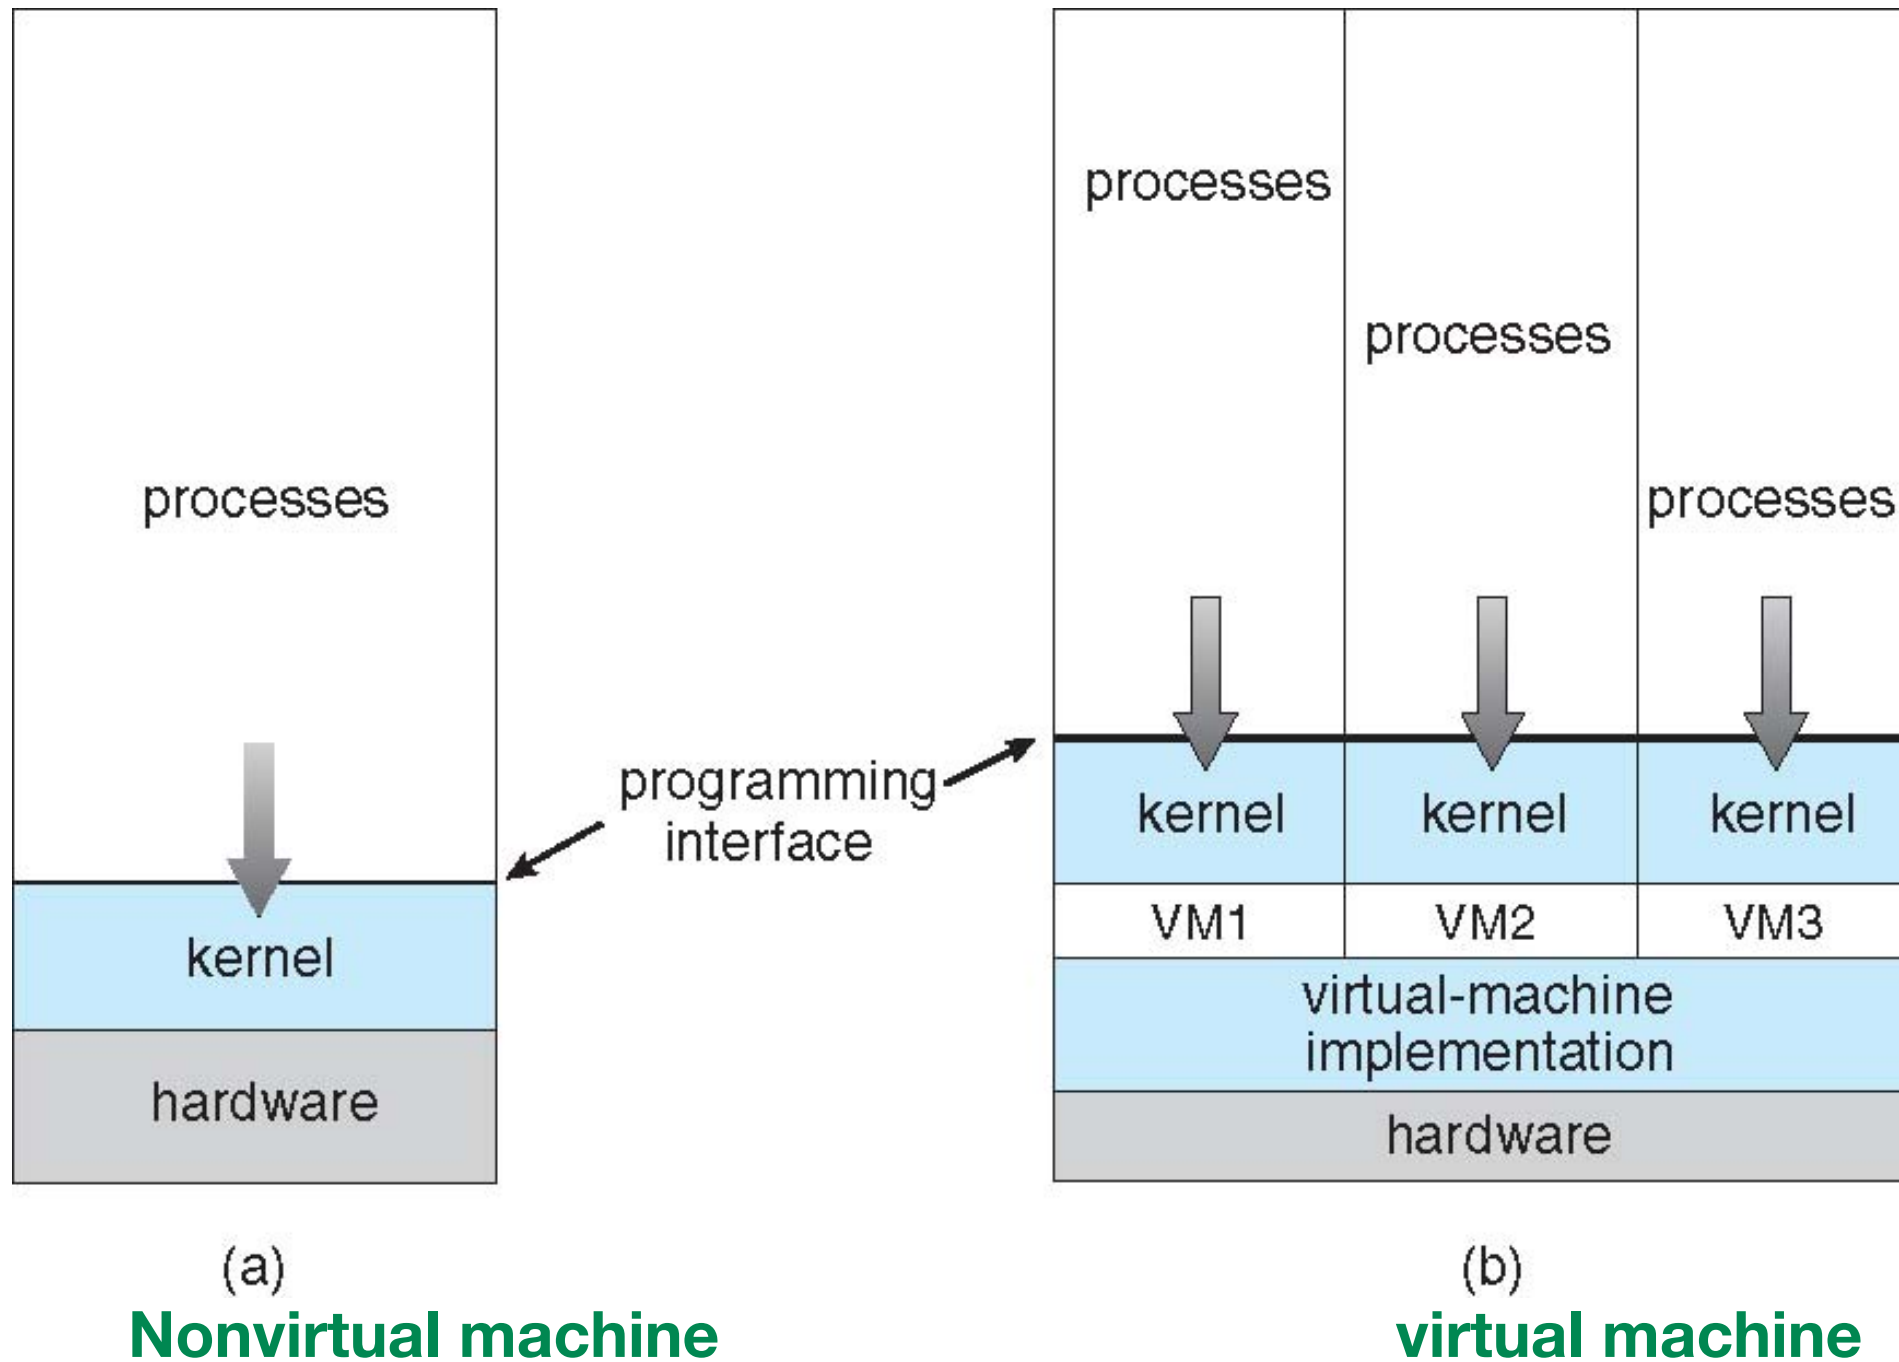 processes
kernel
hardware
(a)
Nonvirtual machine
programming
interface
processes
processes
processes
kernel
kernel
kernel
VM1
VM2
VM3
virtual-machine
implementation
hardware
(b)
virtual machine